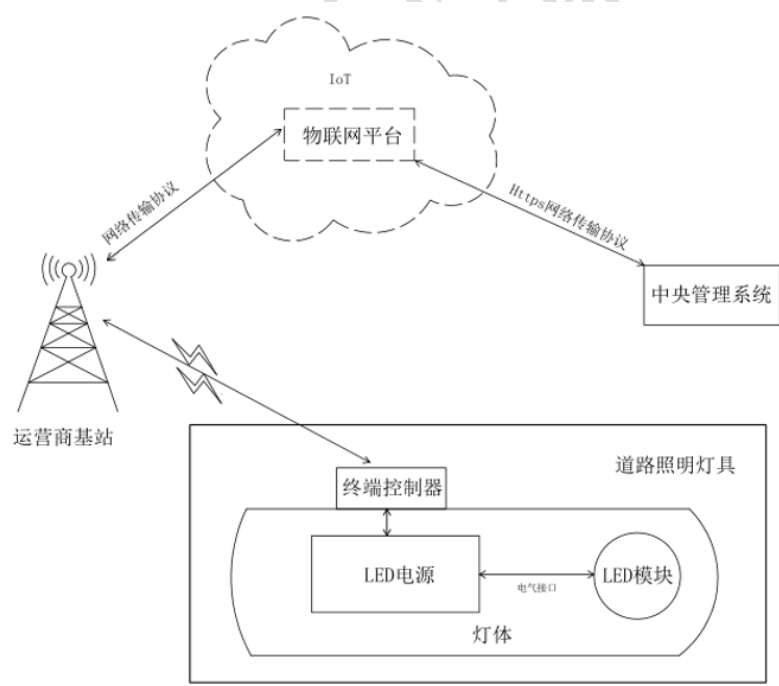 IoT
物联网平台
网络传输协议
Https网络传输协议
中央管理系统
运营商基站
道路照明灯具
终端控制器
LED电源
电气接口
LED模块
灯体